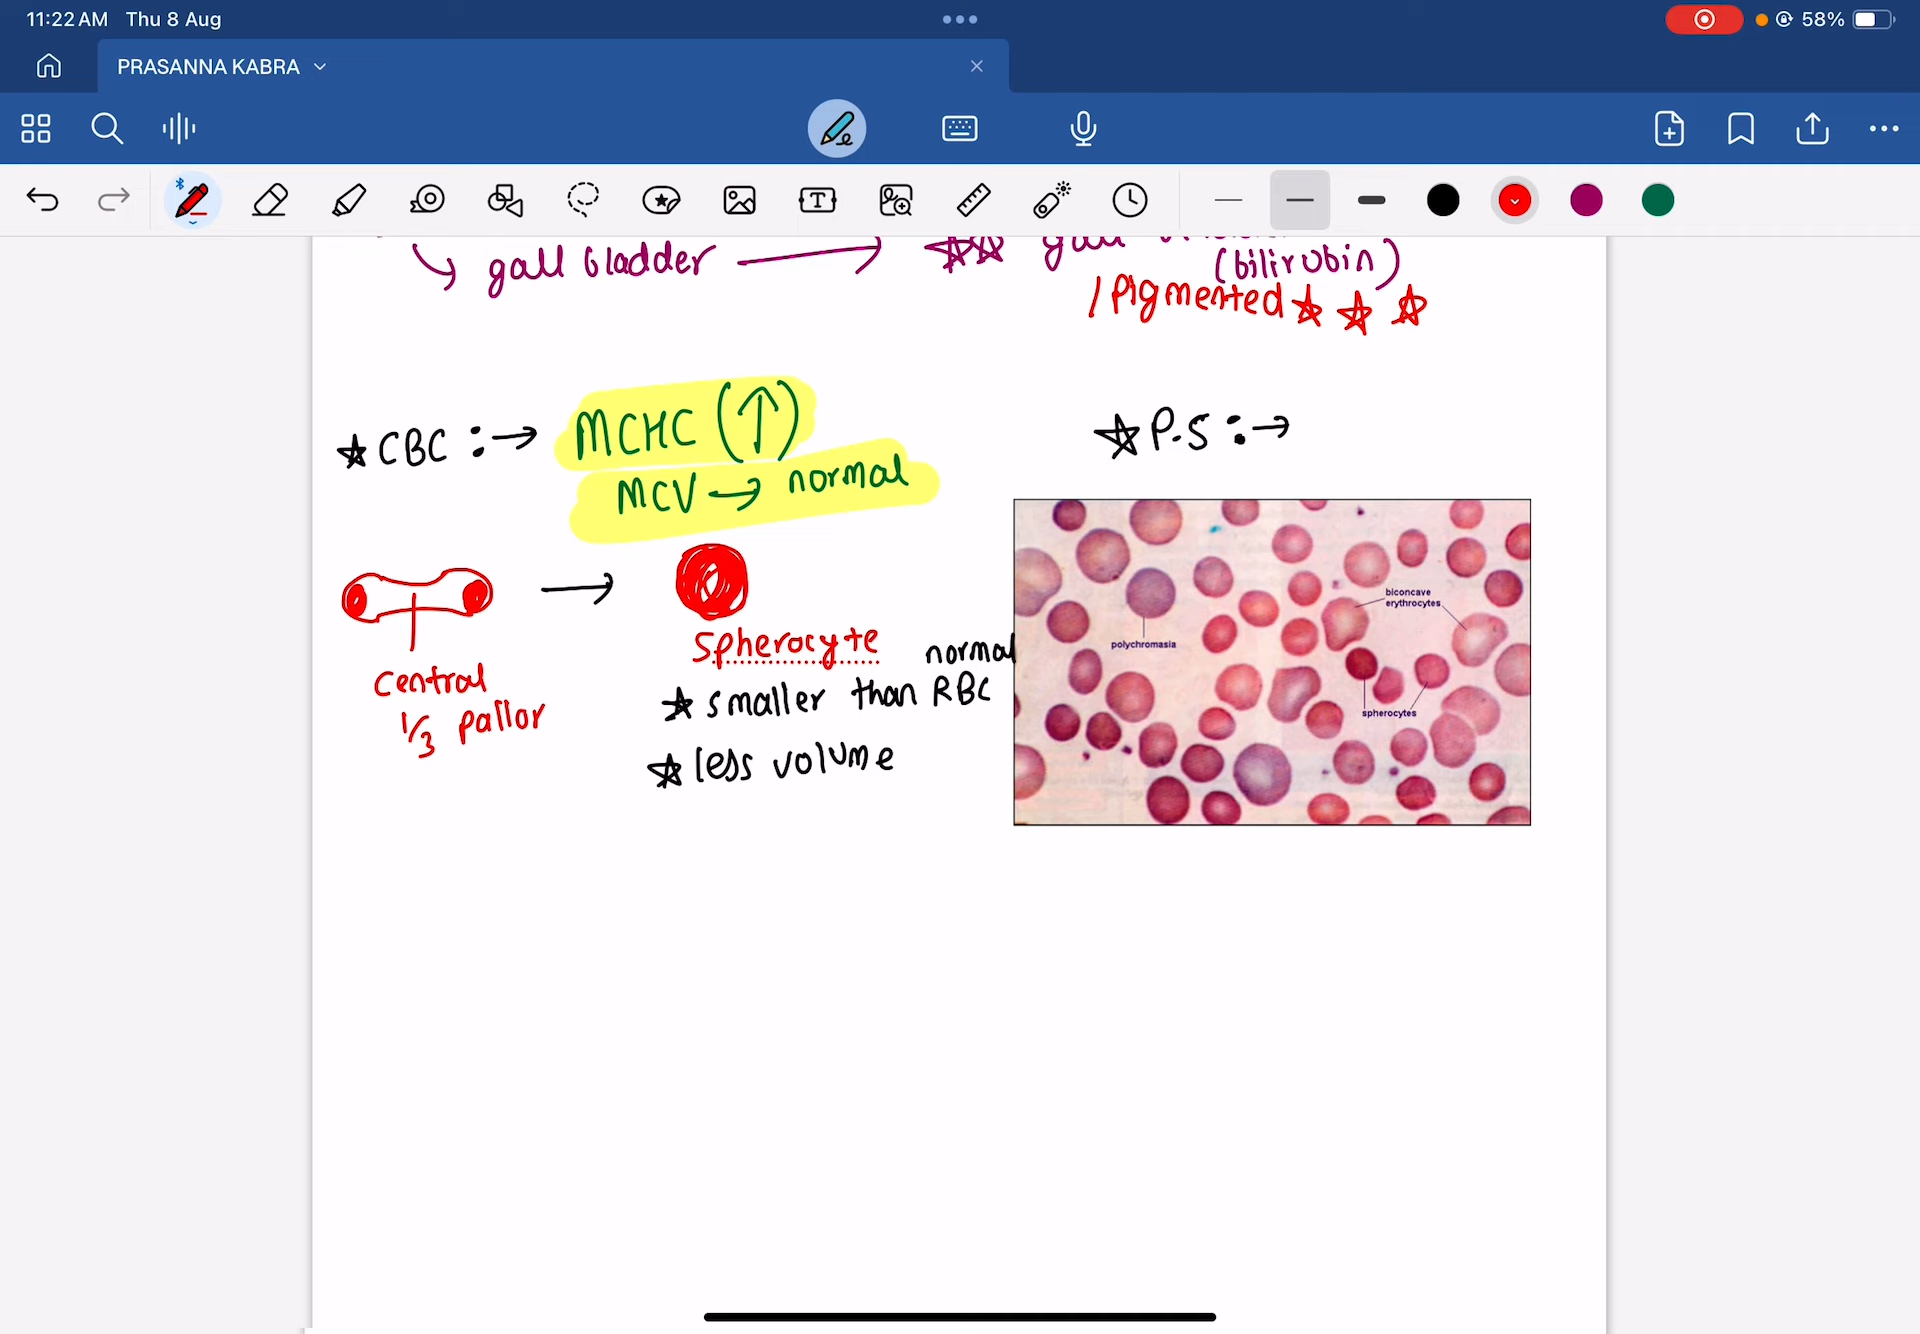 11:22 AM Thu 8 Aug
58%
PRASANNA KABRA
gall bladder
(bilirubin)
/ Pigmented
CBC :→ MCHC (↑)
MCV → normal
P.S :→
Central
1/3 pallor
Spherocyte
normal
smaller than RBC
less volume
biconcave
erythrocytes
polychromasia
spherocytes